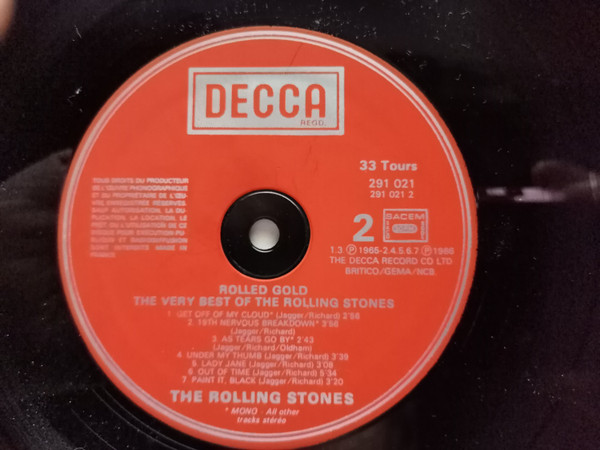 DECCA
REGD.
33 Tours
291 021
291 021 2
TOUS DROITS DU PRODUCTEUR
DE L'ŒUVRE PHONOGRAPHIQUE
ET DU PROPRIETAIRE DE L'ŒU-
VRE ENREGISTREE RESERVES.
SAUF AUTORISATION, LA DU-
PLICATION, LA LOCATION, LE
PRET OU L'UTILISATION DE CE
DISQUE POUR EXECUTION PU-
BLIQUE ET RADIODIFFUSION
SONT INTERDITS. MADE IN
FRANCE.
2
SACEM
1.3 Ⓟ 1965-2.4.5.6.7 Ⓟ 1966
THE DECCA RECORD CO LTD
BRITICO/GEMA/NCB
ROLLED GOLD
THE VERY BEST OF THE ROLLING STONES
1 GET OFF OF MY CLOUD* (Jagger/Richard) 2'58
2. 19TH NERVOUS BREAKDOWN* 3'56
(Jagger/Richard)
3. AS TEARS GO BY* 2'43
(Jagger/Richard/Oldham)
4 UNDER MY THUMB (Jagger/Richard) 3'39
5 LADY JANE (Jagger/Richard) 3'08
6 OUT OF TIME (Jagger/Richard) 5'34
7 PAINT IT, BLACK (Jagger/Richard) 3'20
THE ROLLING STONES
* MONO - All other
tracks stéréo